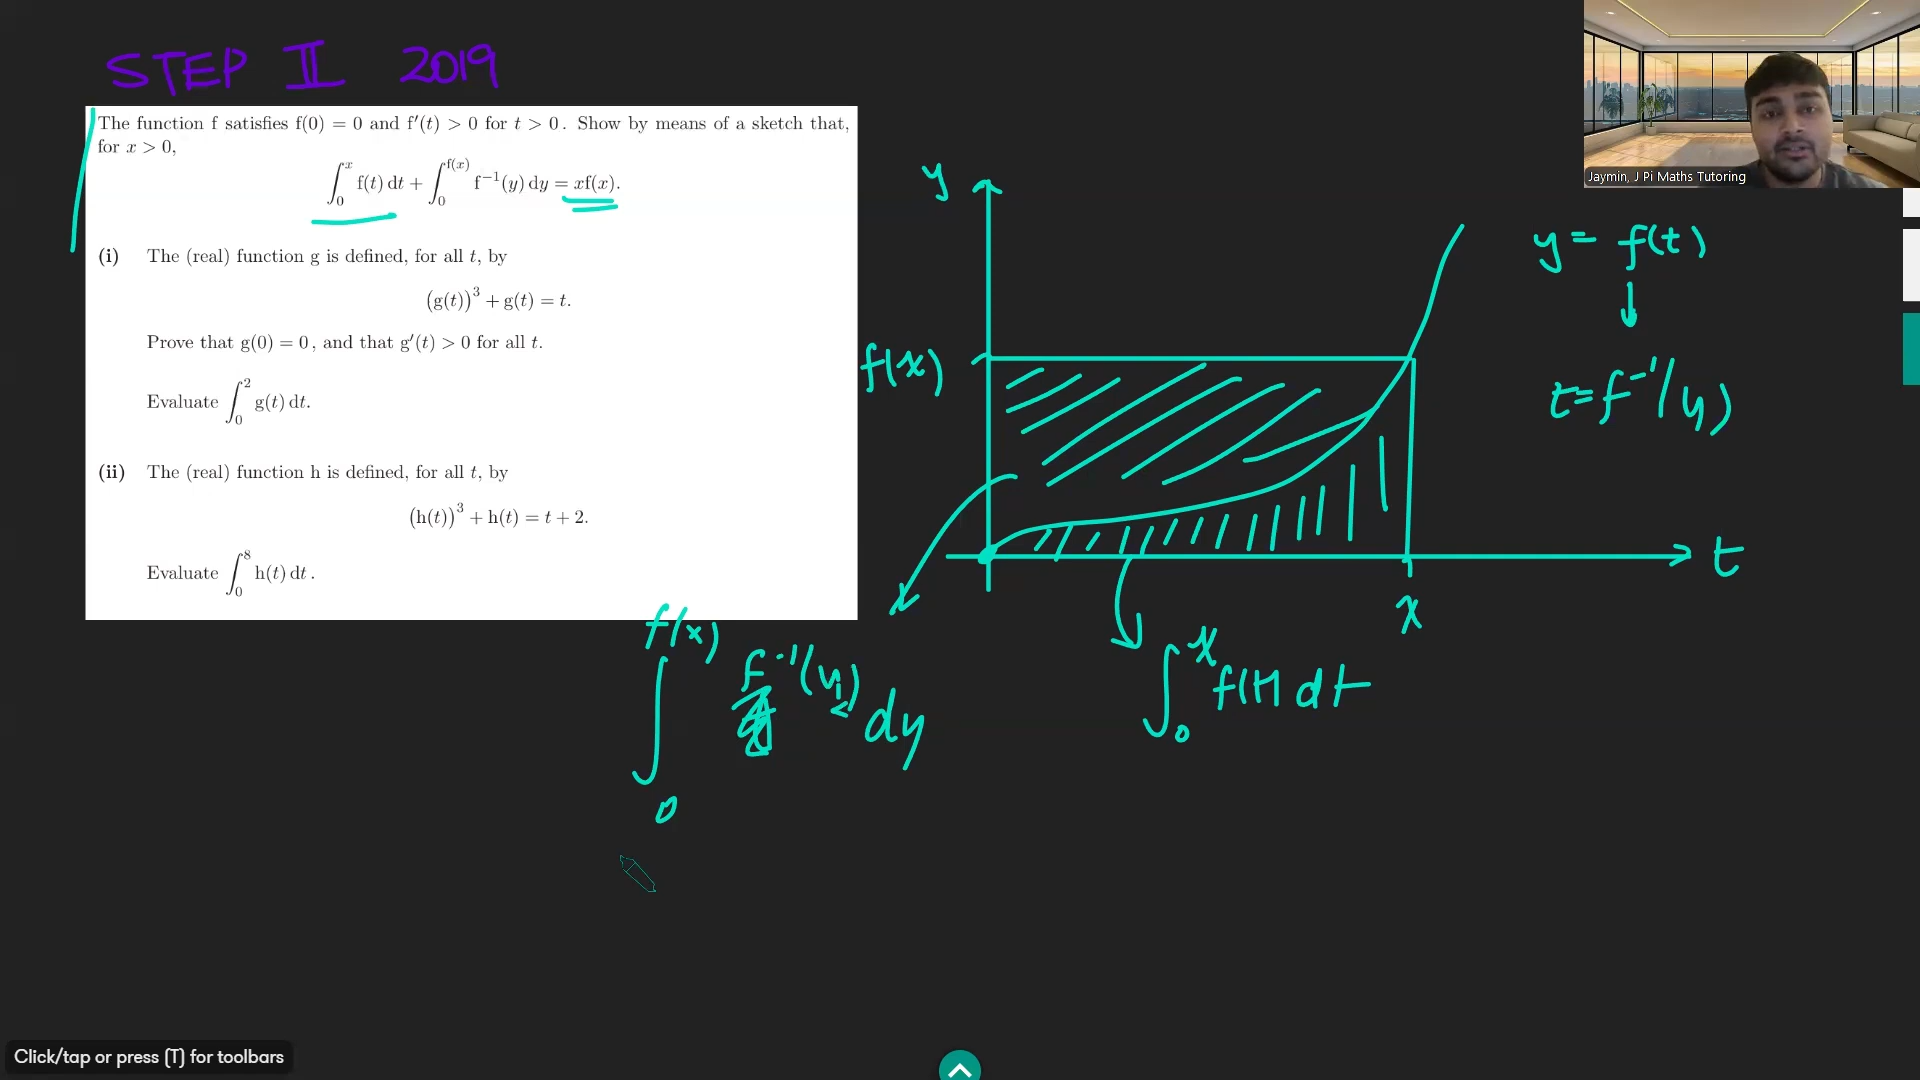 STEP II 2019
The function f satisfies f(0) = 0 and f′(t) > 0 for t > 0. Show by means of a sketch that,
for x > 0,
∫₀ˣ f(t) dt + ∫₀^{f(x)} f⁻¹(y) dy = xf(x).
(i) The (real) function g is defined, for all t, by
(g(t))³ + g(t) = t.
Prove that g(0) = 0, and that g′(t) > 0 for all t.
Evaluate ∫₀² g(t) dt.
(ii) The (real) function h is defined, for all t, by
(h(t))³ + h(t) = t + 2.
Evaluate ∫₀⁸ h(t) dt.
Jaymin, J Pi Maths Tutoring
y
y = f(t)
f(x)
t = f⁻¹(y)
t
x
∫₀^{f(x)} f⁻¹(y) dy
∫₀ˣ f(t) dt
Click/tap or press (T) for toolbars